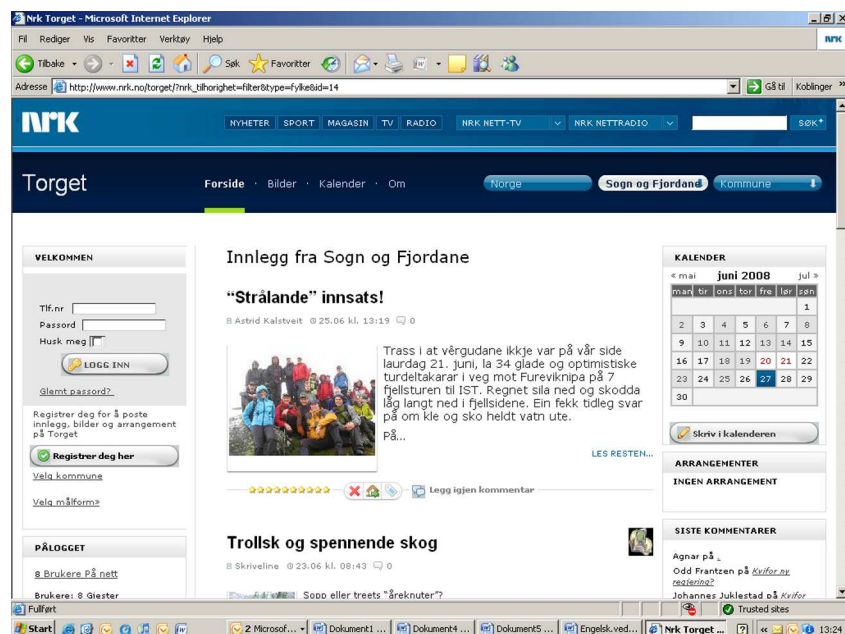 Nrk Torget - Microsoft Internet Explorer
Fil Rediger Vis Favoritter Verktøy Hjelp
nrk
Tilbake Søk Favoritter
Adresse http://www.nrk.no/torget/?nrk_tilhorighet=filter&type=fylke&id=14 Gå til Koblinger »
nrk NYHETER SPORT MAGASIN TV RADIO NRK NETT-TV NRK NETTRADIO SØK+
Torget Forside · Bilder · Kalender · Om Norge Sogn og Fjordane Kommune
VELKOMMEN
Tlf.nr
Passord
Husk meg
LOGG INN
Glemt passord?
Registrer deg for å poste
innlegg, bilder og arrangement
på Torget
Registrer deg her
Velg kommune
Velg målform»
PÅLOGGET
8 Brukere På nett
Brukere: 8 Gjester
Innlegg fra Sogn og Fjordane
“Strålande” innsats!
Astrid Kalstveit 25.06 kl. 13:19 0
Trass i at vêrgudane ikkje var på vår side
laurdag 21. juni, la 34 glade og optimistiske
turdeltakarar i veg mot Fureviknipa på 7
fjellsturen til IST. Regnet sila ned og skodda
låg langt ned i fjellsidene. Ein fekk tidleg svar
på om kle og sko heldt vatn ute.
På...
LES RESTEN...
Legg igjen kommentar
Trollsk og spennende skog
Skriveline 23.06 kl. 08:43 0
Sopp eller treets "åreknuter"?
KALENDER
« mai juni 2008 jul »
man tir ons tor fre lør søn
1
2 3 4 5 6 7 8
9 10 11 12 13 14 15
16 17 18 19 20 21 22
23 24 25 26 27 28 29
30
Skriv i kalenderen
ARRANGEMENTER
INGEN ARRANGEMENT
SISTE KOMMENTARER
Agnar på .
Odd Frantzen på Kvifor ny
regjering?
Johannes Juklestad på Kvifor
Fullført Trusted sites
Start 2 Microsof... Dokument1 ... Dokument4 ... Dokument5 ... Engelsk.ved... Nrk Torget ... ? « 13:24